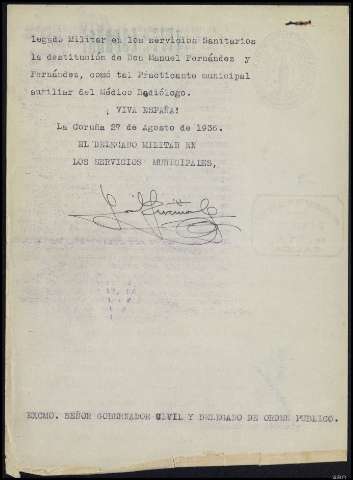 legado Militar en los servicios Sanitarios
la destitución de Don Manuel Fernández y
Fernández, como tal Practicante municipal
auxiliar del Médico Radiólogo.
¡VIVA ESPAÑA!
La Coruña 27 de Agosto de 1936.
EL DELEGADO MILITAR EN
LOS SERVICIOS MUNICIPALES,
EXCMO. SEÑOR GOBERNADOR CIVIL Y DELEGADO DE ORDEN PUBLICO.